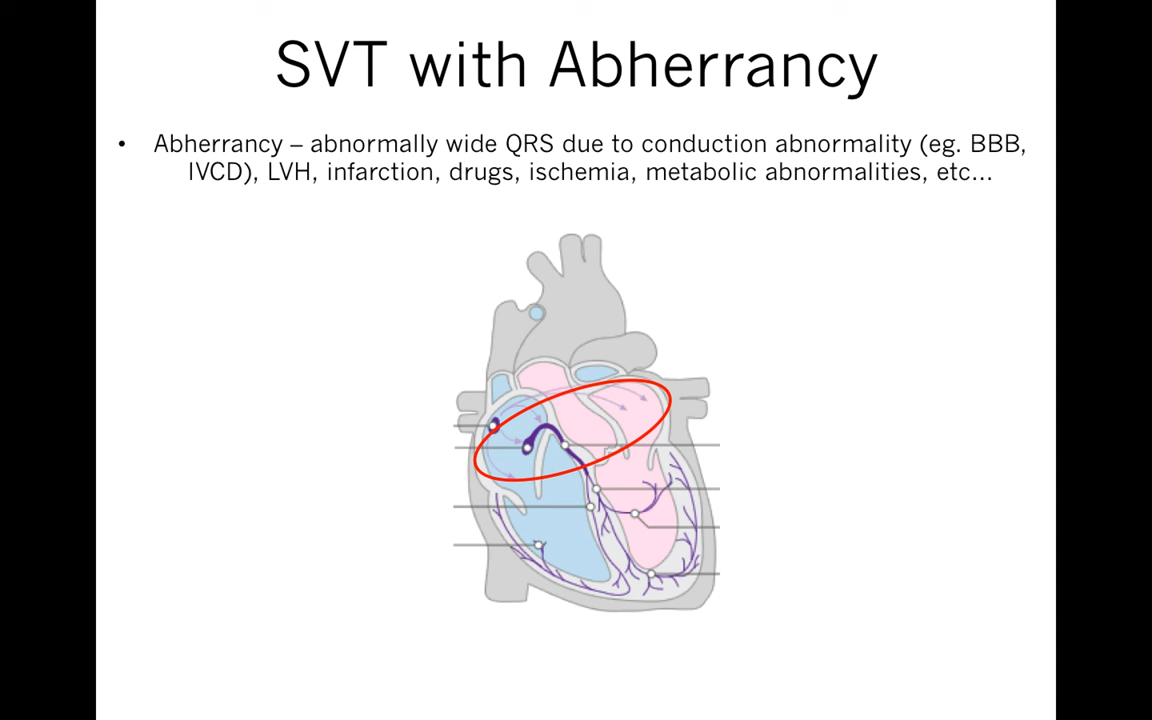 SVT with Abherrancy
• Abherrancy – abnormally wide QRS due to conduction abnormality (eg. BBB,
IVCD), LVH, infarction, drugs, ischemia, metabolic abnormalities, etc...